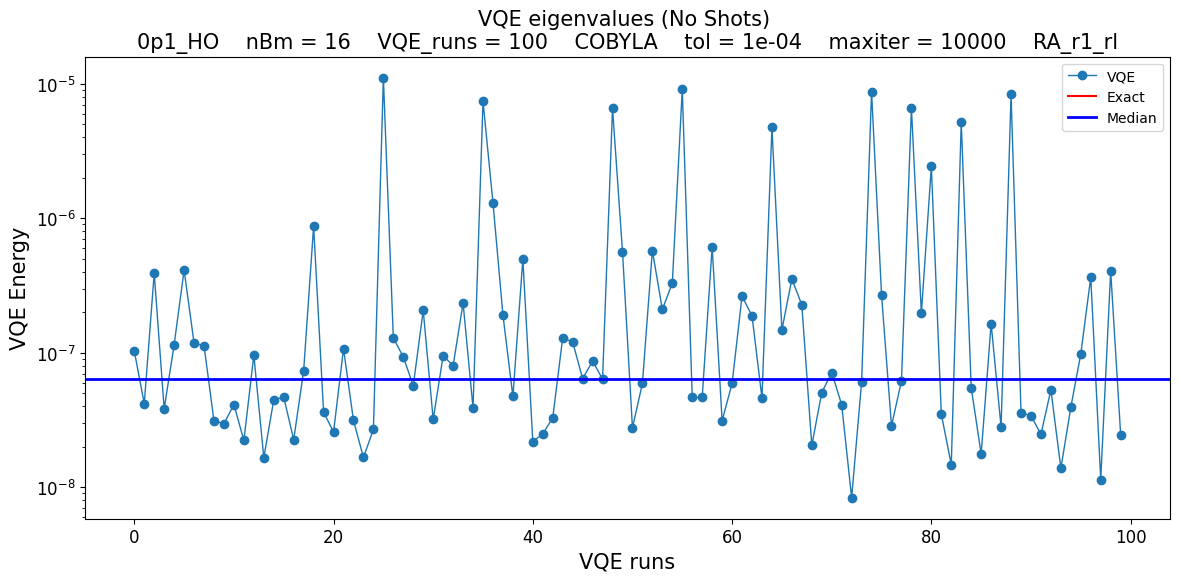 VQE eigenvalues (No Shots)
0p1_HO    nBm = 16    VQE_runs = 100    COBYLA    tol = 1e-04    maxiter = 10000    RA_r1_rl
VQE
Exact
Median
10⁻⁵
10⁻⁶
10⁻⁷
10⁻⁸
VQE Energy
0 20 40 60 80 100
VQE runs